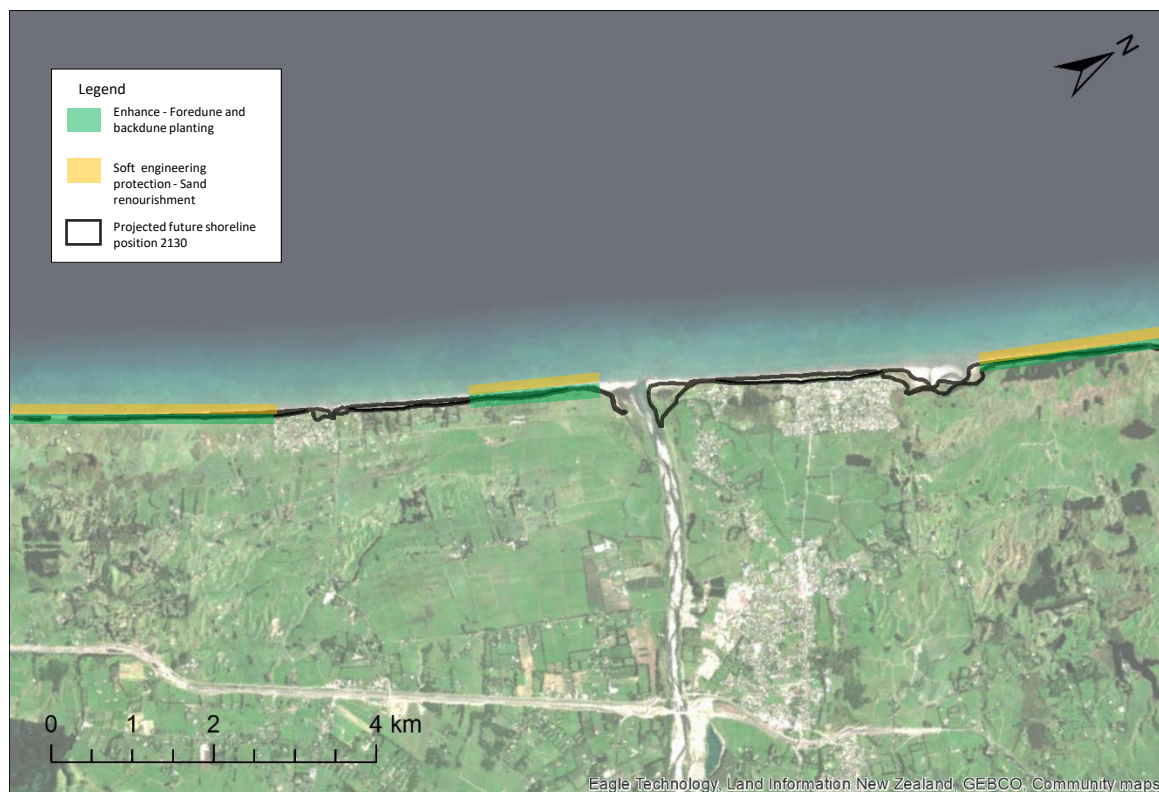 N
Legend
Enhance - Foredune and
backdune planting
Soft engineering
protection - Sand
renourishment
Projected future shoreline
position 2130
0 1 2 4 km
Eagle Technology, Land Information New Zealand, GEBCO, Community maps